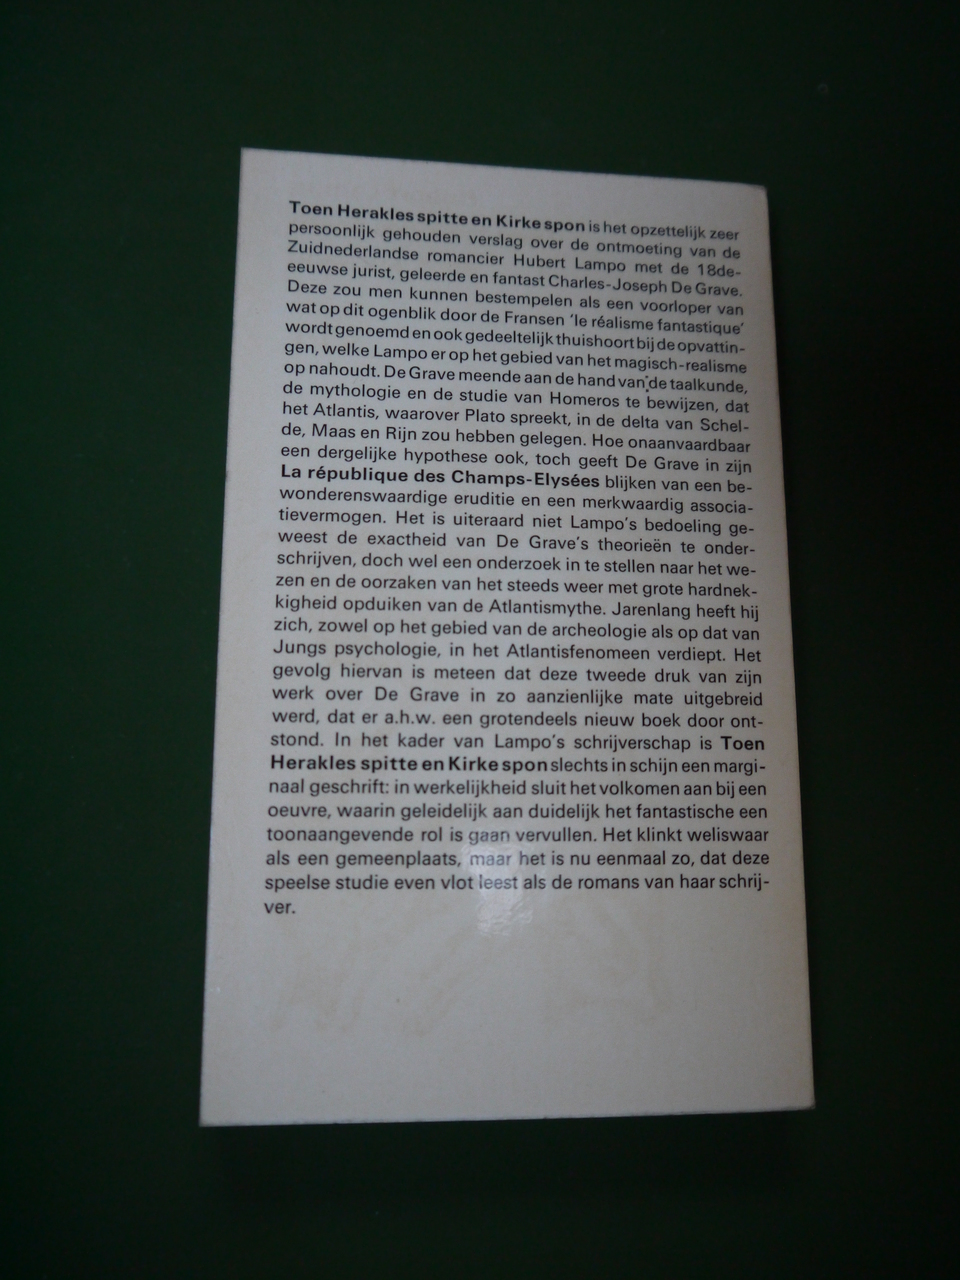 Toen Herakles spitte en Kirke spon is het opzettelijk zeer
persoonlijk gehouden verslag over de ontmoeting van de
Zuidnederlandse romancier Hubert Lampo met de 18de-
eeuwse jurist, geleerde en fantast Charles-Joseph De Grave.
Deze zou men kunnen bestempelen als een voorloper van
wat op dit ogenblik door de Fransen 'le réalisme fantastique'
wordt genoemd en ook gedeeltelijk thuishoort bij de opvattin-
gen, welke Lampo er op het gebied van het magisch-realisme
op nahoudt. De Grave meende aan de hand van de taalkunde,
de mythologie en de studie van Homeros te bewijzen, dat
het Atlantis, waarover Plato spreekt, in de delta van Schel-
de, Maas en Rijn zou hebben gelegen. Hoe onaanvaardbaar
een dergelijke hypothese ook, toch geeft De Grave in zijn
La république des Champs-Elysées blijken van een be-
wonderenswaardige eruditie en een merkwaardig associa-
tievermogen. Het is uiteraard niet Lampo's bedoeling ge-
weest de exactheid van De Grave's theorieën te onder-
schrijven, doch wel een onderzoek in te stellen naar het we-
zen en de oorzaken van het steeds weer met grote hardnek-
kigheid opduiken van de Atlantismythe. Jarenlang heeft hij
zich, zowel op het gebied van de archeologie als op dat van
Jungs psychologie, in het Atlantisfenomeen verdiept. Het
gevolg hiervan is meteen dat deze tweede druk van zijn
werk over De Grave in zo aanzienlijke mate uitgebreid
werd, dat er a.h.w. een grotendeels nieuw boek door ont-
stond. In het kader van Lampo's schrijverschap is Toen
Herakles spitte en Kirke spon slechts in schijn een margi-
naal geschrift: in werkelijkheid sluit het volkomen aan bij een
oeuvre, waarin geleidelijk aan duidelijk het fantastische een
toonaangevende rol is gaan vervullen. Het klinkt weliswaar
als een gemeenplaats, maar het is nu eenmaal zo, dat deze
speelse studie even vlot leest als de romans van haar schrij-
ver.